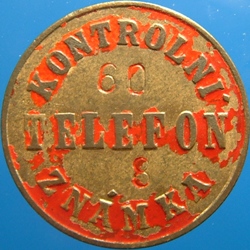 KONTROLNI
60
TELEFON
8
ZNÁMKA